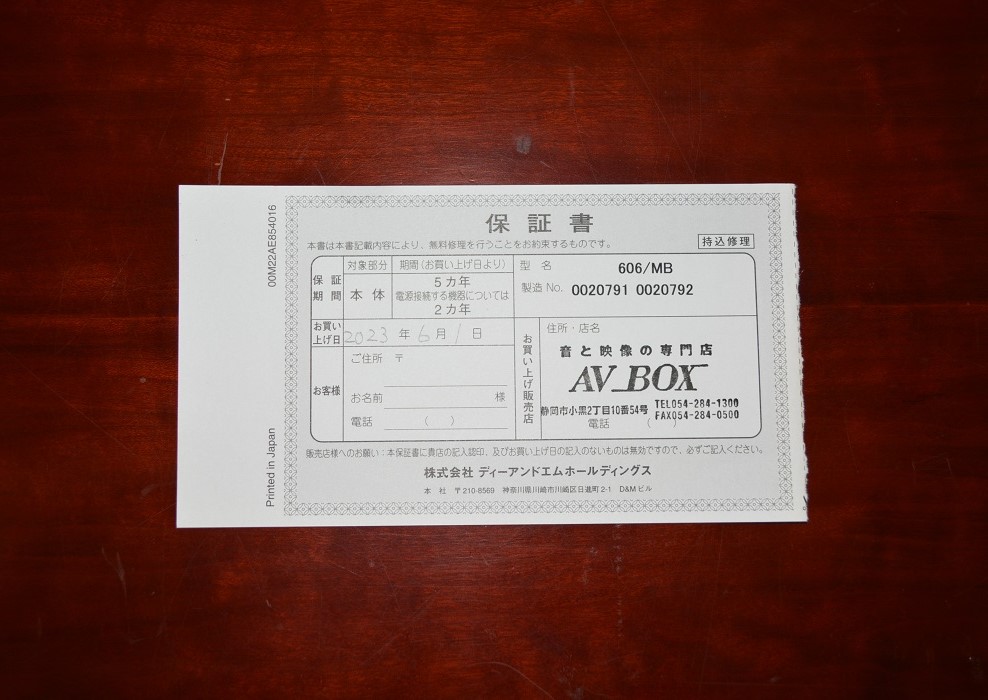 00M22AE854016
Printed in Japan
保証書
本書は本書記載内容により、無料修理を行うことをお約束するものです。
持込修理
保証期間
対象部分
期間(お買い上げ日より)
本体
5カ年
電源接続する機器については
2カ年
型名 606/MB
製造 No. 0020791 0020792
お買い上げ日
2023 年 6 月 1 日
お客様
ご住所 〒
お名前 様
電話 ( )
お買い上げ販売店
住所・店名
音と映像の専門店
AV BOX
静岡市小黒2丁目10番54号 TEL054-284-1300
FAX054-284-0500
電話 ( )
販売店様へのお願い:本保証書に貴店の記入認印、及びお買い上げ日の記入のないものは無効ですので、必ずご記入ください。
株式会社 ディーアンドエムホールディングス
本社 〒210-8569 神奈川県川崎市川崎区日進町 2-1 D&M ビル